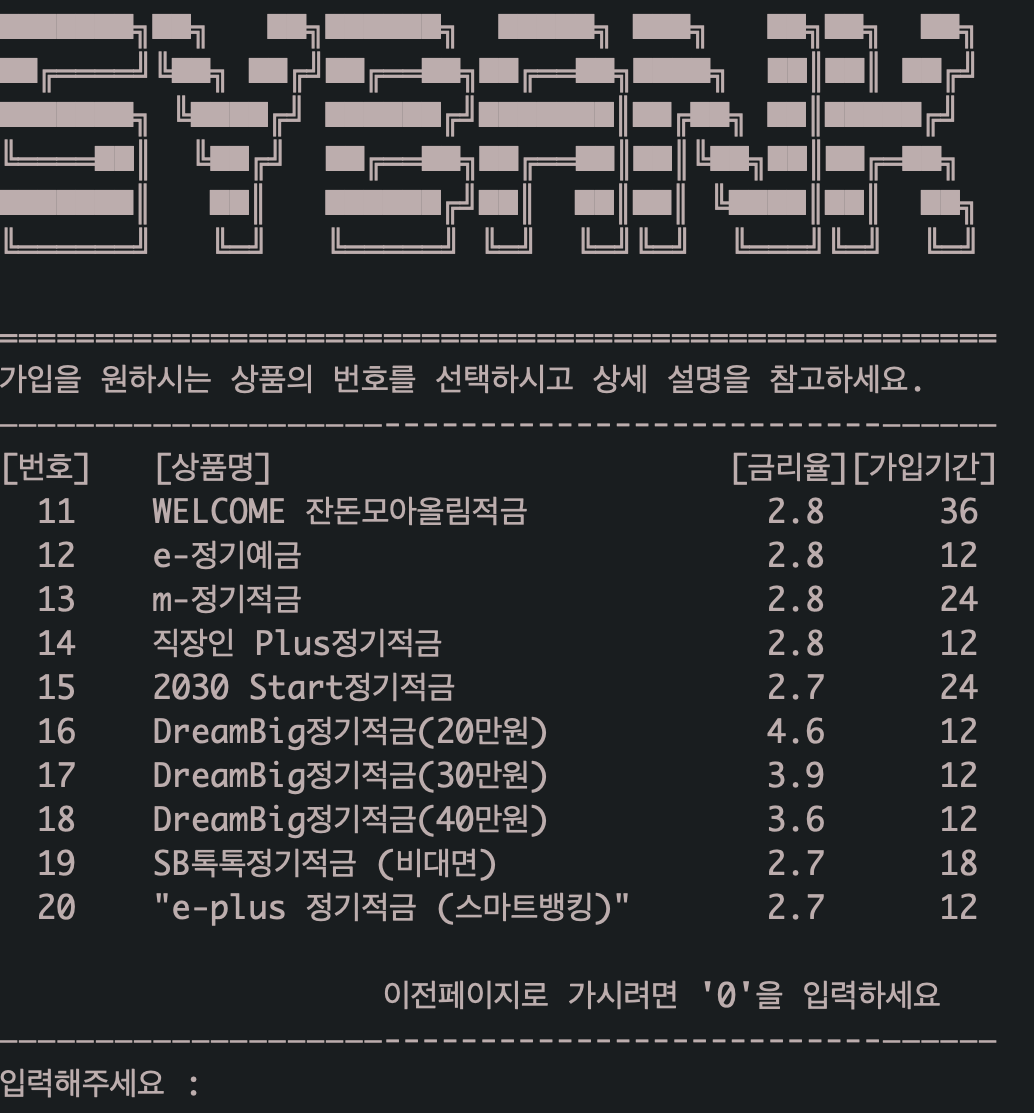 SYBANK
가입을 원하시는 상품의 번호를 선택하시고 상세 설명을 참고하세요.
[번호] [상품명] [금리율][가입기간]
11 WELCOME 잔돈모아올림적금 2.8 36
12 e-정기예금 2.8 12
13 m-정기적금 2.8 24
14 직장인 Plus정기적금 2.8 12
15 2030 Start정기적금 2.7 24
16 DreamBig정기적금(20만원) 4.6 12
17 DreamBig정기적금(30만원) 3.9 12
18 DreamBig정기적금(40만원) 3.6 12
19 SB톡톡정기적금 (비대면) 2.7 18
20 "e-plus 정기적금 (스마트뱅킹)" 2.7 12
이전페이지로 가시려면 '0'을 입력하세요
입력해주세요 :